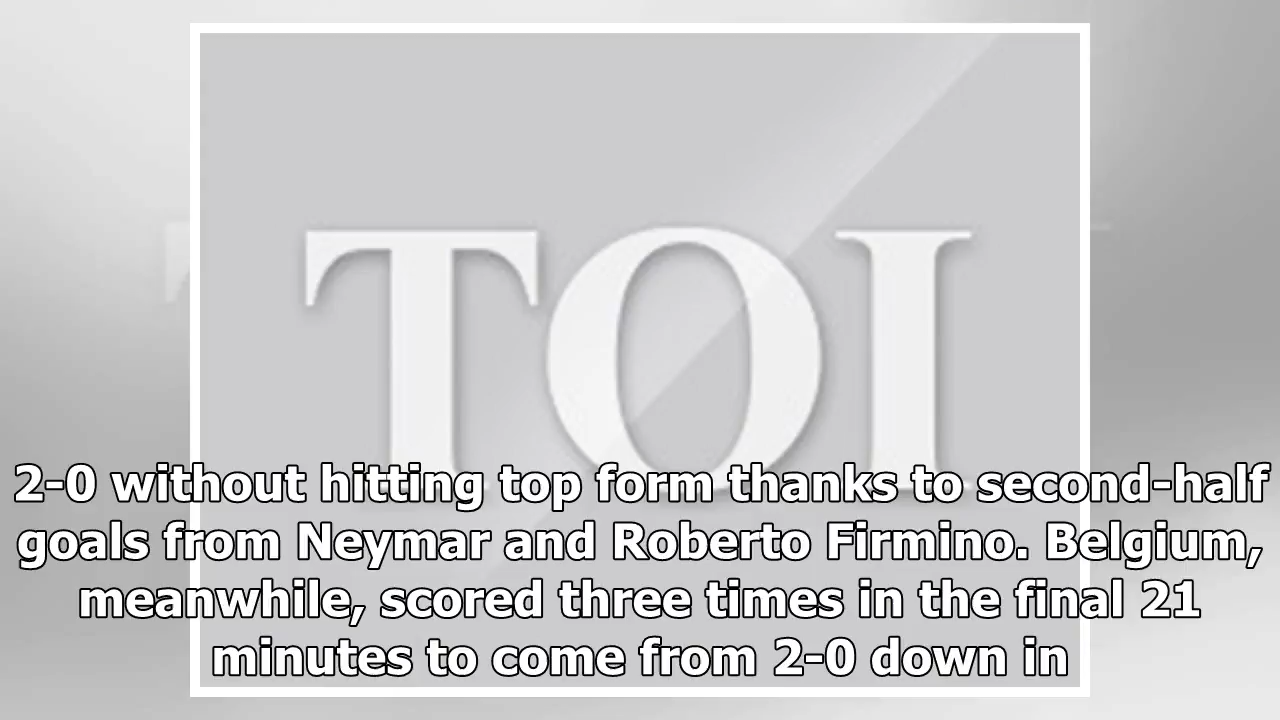 TOI
2-0 without hitting top form thanks to second-half
goals from Neymar and Roberto Firmino. Belgium,
meanwhile, scored three times in the final 21
minutes to come from 2-0 down in